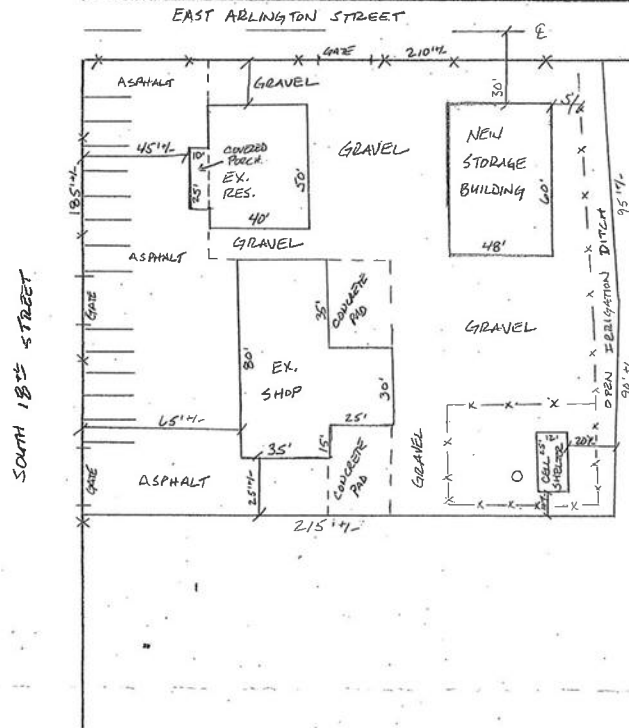 EAST ARLINGTON STREET
℄
GATE
210'+/-
ASPHALT
GRAVEL
30'
5'
45'+/-
10'
COVERED
PORCH
EX.
RES.
25'
50'
40'
GRAVEL
NEW
STORAGE
BUILDING
60'
48'
95'+/-
185'+/-
GRAVEL
ASPHALT
SOUTH 18TH STREET
GATE
35'
CONCRETE
PAD
80'
EX.
SHOP
30'
25'
GRAVEL
OPEN IRRIGATION DITCH
90'+/-
65'+/-
35'
15'
CONCRETE
PAD
GRAVEL
CELL
SHELTER
25'
20'+/-
GATE
ASPHALT
25'+/-
215'+/-